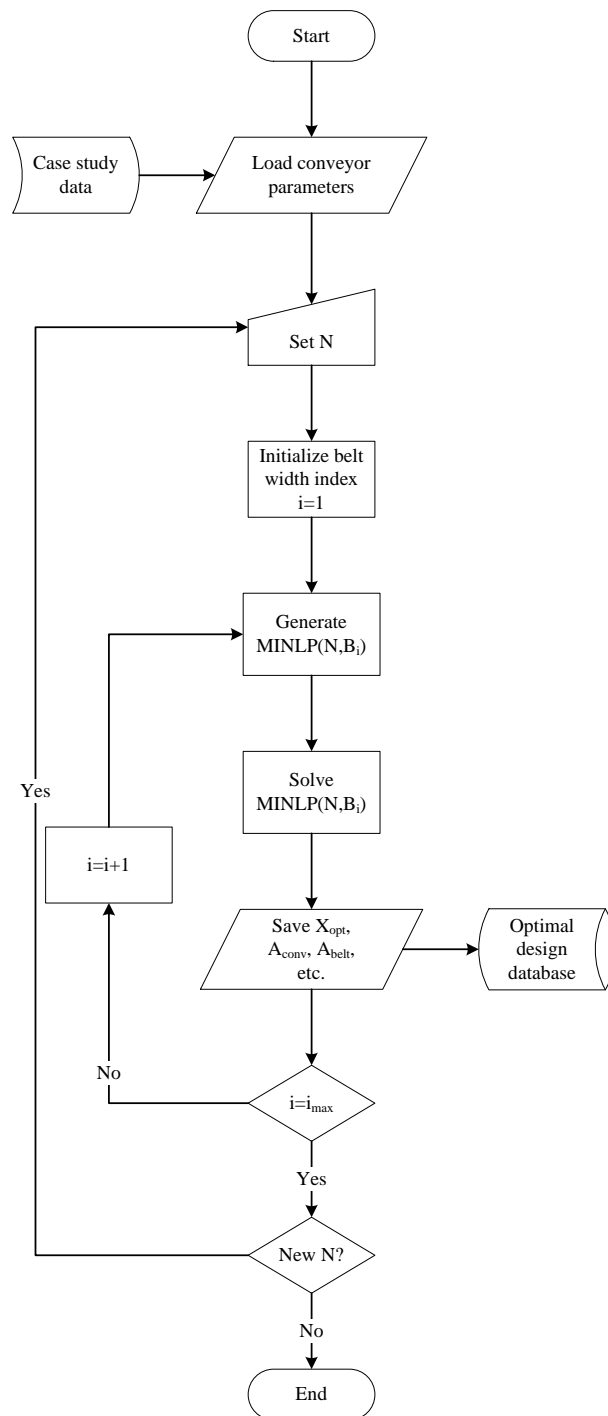 Start
Case study
data
Load conveyor
parameters
Set N
Initialize belt
width index
i=1
Generate
MINLP(N,Bᵢ)
Solve
MINLP(N,Bᵢ)
Yes
i=i+1
Save Xopt,
Aconv, Abelt,
etc.
Optimal
design
database
No
i=imax
Yes
New N?
No
End